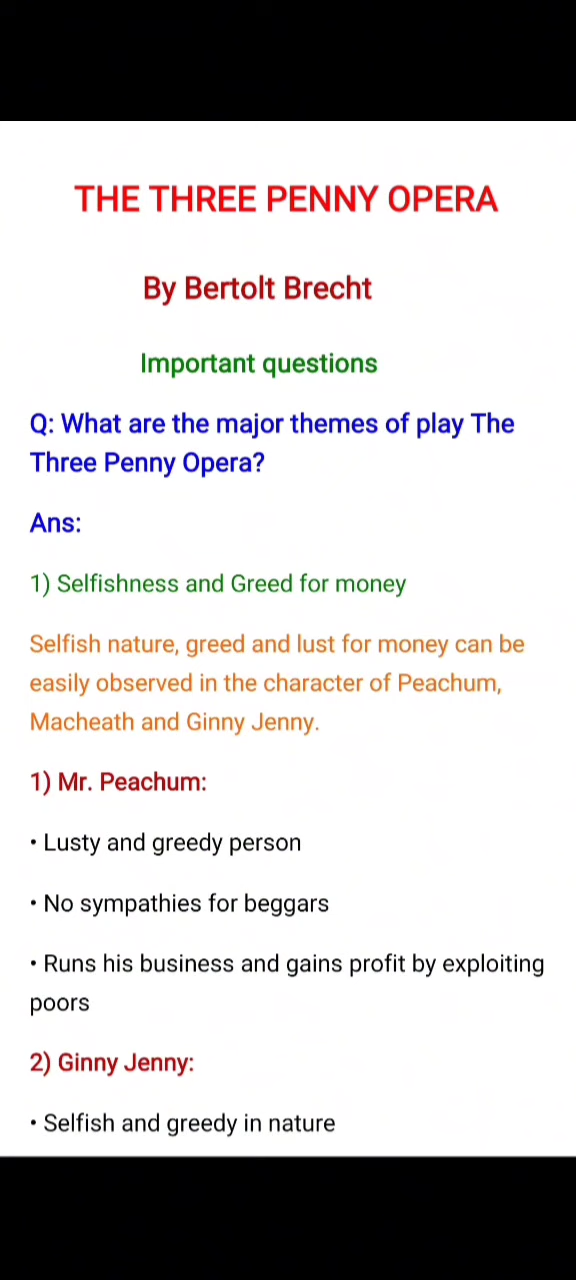 THE THREE PENNY OPERA
By Bertolt Brecht
Important questions
Q: What are the major themes of play The
Three Penny Opera?
Ans:
1) Selfishness and Greed for money
Selfish nature, greed and lust for money can be
easily observed in the character of Peachum,
Macheath and Ginny Jenny.
1) Mr. Peachum:
• Lusty and greedy person
• No sympathies for beggars
• Runs his business and gains profit by exploiting
poors
2) Ginny Jenny:
• Selfish and greedy in nature